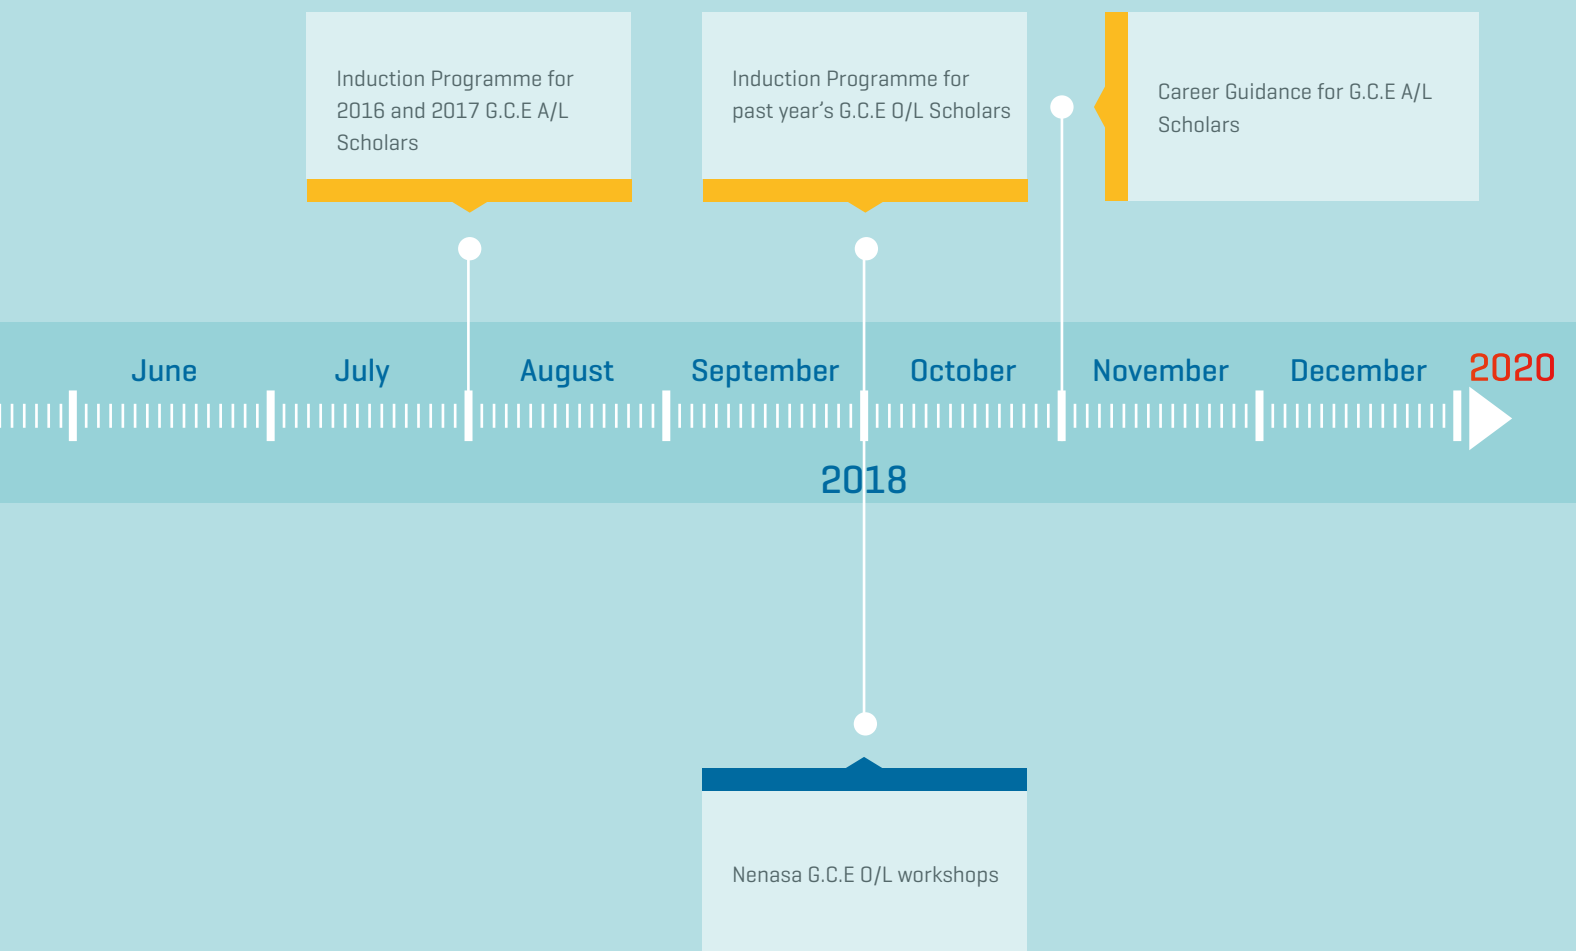 Induction Programme for
2016 and 2017 G.C.E A/L
Scholars
Induction Programme for
past year’s G.C.E O/L Scholars
Career Guidance for G.C.E A/L
Scholars
June July August September October November December 2020
2018
Nenasa G.C.E O/L workshops